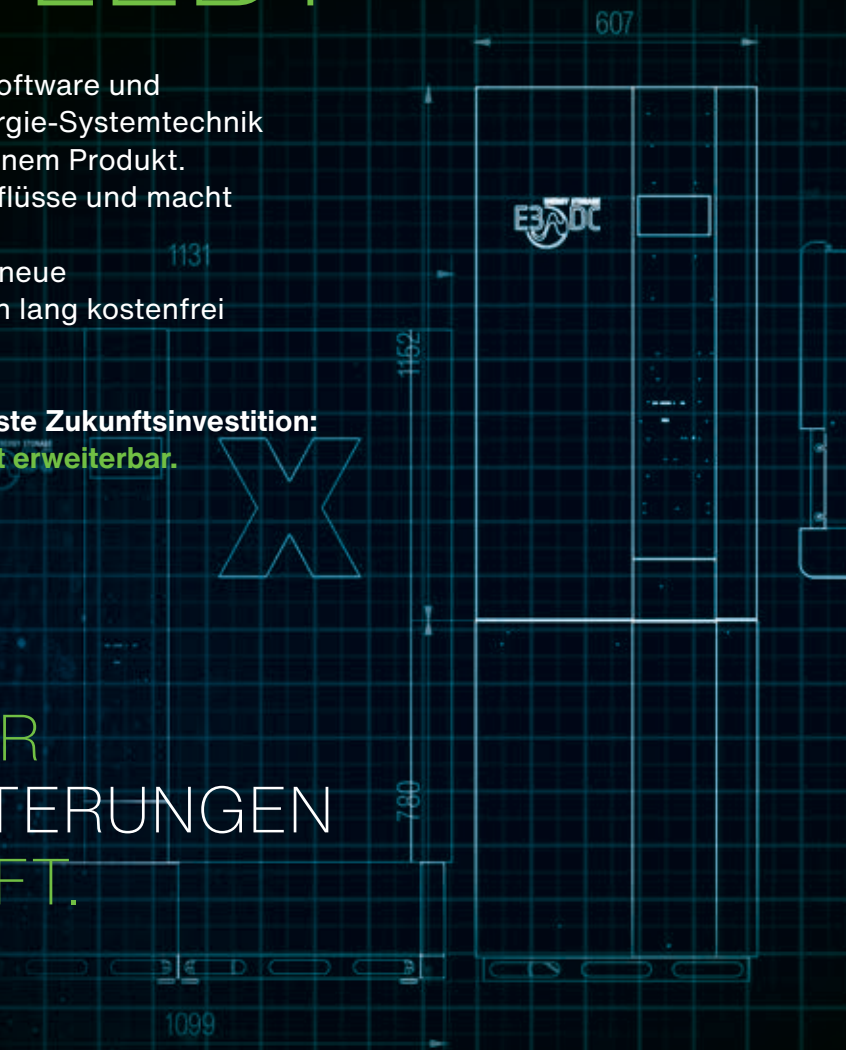 607
oftware und
rgie-Systemtechnik
nem Produkt.
flüsse und macht
E3/DC
1131
neue
n lang kostenfrei
1152
ste Zukunftsinvestition:
t erweiterbar.
X
R
780
TERUNGEN
FT.
1099